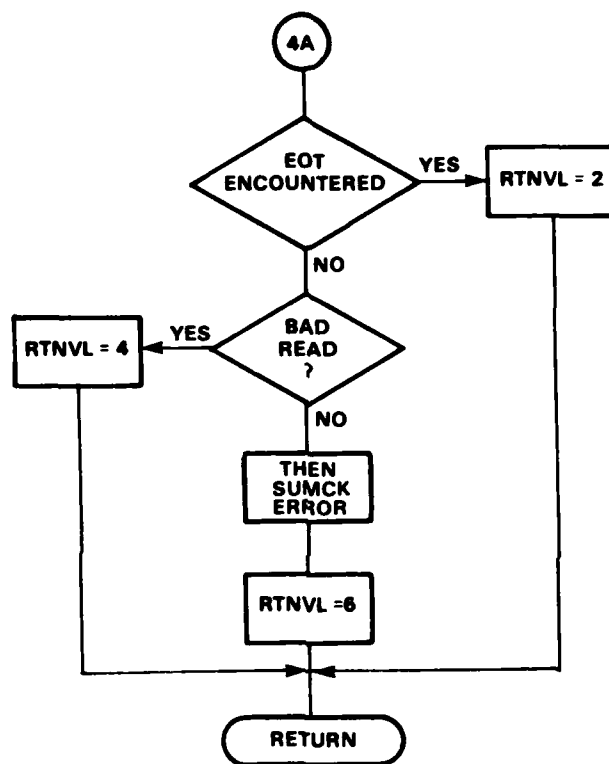 4A
EOT
ENCOUNTERED
YES
RTNVL = 2
NO
BAD
READ
?
YES
RTNVL = 4
NO
THEN
SUMCK
ERROR
RTNVL =6
RETURN